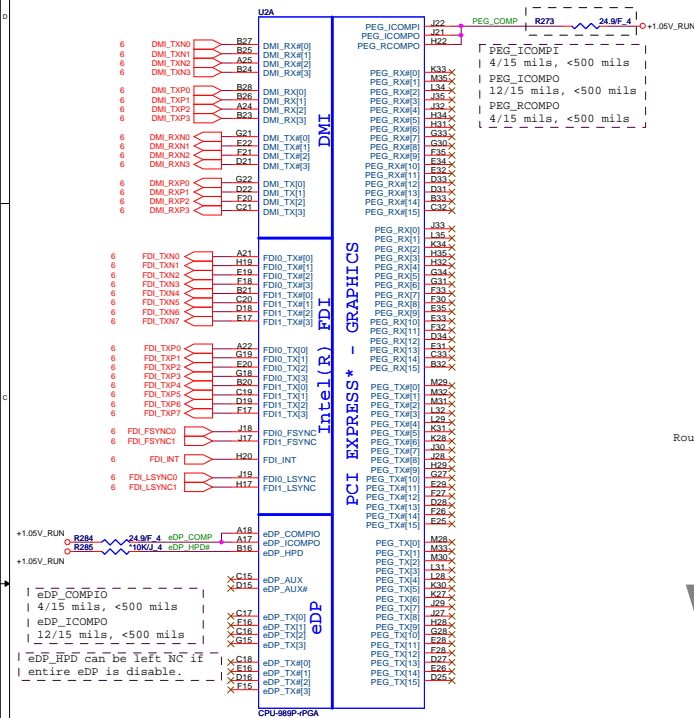 D
C
U2A
CPU-989P-rPGA
DMI
Intel(R) FDI
eDP
PCI EXPRESS* - GRAPHICS
6 DMI_TXN0 B27 DMI_RX#[0]
6 DMI_TXN1 B25 DMI_RX#[1]
6 DMI_TXN2 A25 DMI_RX#[2]
6 DMI_TXN3 B24 DMI_RX#[3]
6 DMI_TXP0 B28 DMI_RX[0]
6 DMI_TXP1 B26 DMI_RX[1]
6 DMI_TXP2 A24 DMI_RX[2]
6 DMI_TXP3 B23 DMI_RX[3]
6 DMI_RXN0 G21 DMI_TX#[0]
6 DMI_RXN1 E22 DMI_TX#[1]
6 DMI_RXN2 F21 DMI_TX#[2]
6 DMI_RXN3 D21 DMI_TX#[3]
6 DMI_RXP0 G22 DMI_TX[0]
6 DMI_RXP1 D22 DMI_TX[1]
6 DMI_RXP2 F20 DMI_TX[2]
6 DMI_RXP3 C21 DMI_TX[3]
6 FDI_TXN0 A21 FDI0_TX#[0]
6 FDI_TXN1 H19 FDI0_TX#[1]
6 FDI_TXN2 E19 FDI0_TX#[2]
6 FDI_TXN3 F18 FDI0_TX#[3]
6 FDI_TXN4 B21 FDI1_TX#[0]
6 FDI_TXN5 C20 FDI1_TX#[1]
6 FDI_TXN6 D18 FDI1_TX#[2]
6 FDI_TXN7 E17 FDI1_TX#[3]
6 FDI_TXP0 A22 FDI0_TX[0]
6 FDI_TXP1 G19 FDI0_TX[1]
6 FDI_TXP2 E20 FDI0_TX[2]
6 FDI_TXP3 G18 FDI0_TX[3]
6 FDI_TXP4 B20 FDI1_TX[0]
6 FDI_TXP5 C19 FDI1_TX[1]
6 FDI_TXP6 D19 FDI1_TX[2]
6 FDI_TXP7 F17 FDI1_TX[3]
6 FDI_FSYNC0 J18 FDI0_FSYNC
6 FDI_FSYNC1 J17 FDI1_FSYNC
6 FDI_INT H20 FDI_INT
6 FDI_LSYNC0 J19 FDI0_LSYNC
6 FDI_LSYNC1 H17 FDI1_LSYNC
+1.05V_RUN R284 24.9/F_4 eDP_COMP A18 eDP_COMPIO
A17 eDP_ICOMPO
+1.05V_RUN R285 *10K/J_4 eDP_HPD# B16 eDP_HPD
C15 eDP_AUX
D15 eDP_AUX#
C17 eDP_TX[0]
F16 eDP_TX[1]
C16 eDP_TX[2]
G15 eDP_TX[3]
C18 eDP_TX#[0]
E16 eDP_TX#[1]
D16 eDP_TX#[2]
F15 eDP_TX#[3]
eDP_COMPIO
4/15 mils, <500 mils
eDP_ICOMPO
12/15 mils, <500 mils
eDP_HPD can be left NC if
entire eDP is disable.
PEG_ICOMPI J22 PEG_COMP R273 24.9/F_4 +1.05V_RUN
PEG_ICOMPO J21
PEG_RCOMPO H22
PEG_ICOMPI
4/15 mils, <500 mils
PEG_ICOMPO
12/15 mils, <500 mils
PEG_RCOMPO
4/15 mils, <500 mils
PEG_RX#[0] K33
PEG_RX#[1] M35
PEG_RX#[2] L34
PEG_RX#[3] J35
PEG_RX#[4] J32
PEG_RX#[5] H34
PEG_RX#[6] H31
PEG_RX#[7] G33
PEG_RX#[8] G30
PEG_RX#[9] F35
PEG_RX#[10] E34
PEG_RX#[11] E32
PEG_RX#[12] D33
PEG_RX#[13] D31
PEG_RX#[14] B33
PEG_RX#[15] C32
PEG_RX[0] J33
PEG_RX[1] L35
PEG_RX[2] K34
PEG_RX[3] H35
PEG_RX[4] H32
PEG_RX[5] G34
PEG_RX[6] G31
PEG_RX[7] F33
PEG_RX[8] F30
PEG_RX[9] E35
PEG_RX[10] E33
PEG_RX[11] F32
PEG_RX[12] D34
PEG_RX[13] E31
PEG_RX[14] C33
PEG_RX[15] B32
PEG_TX#[0] M29
PEG_TX#[1] M32
PEG_TX#[2] M31
PEG_TX#[3] L32
PEG_TX#[4] L29
PEG_TX#[5] K31
PEG_TX#[6] K28
PEG_TX#[7] J30
PEG_TX#[8] J28
PEG_TX#[9] H29
PEG_TX#[10] G27
PEG_TX#[11] E29
PEG_TX#[12] F27
PEG_TX#[13] D28
PEG_TX#[14] F26
PEG_TX#[15] E25
PEG_TX[0] M28
PEG_TX[1] M33
PEG_TX[2] M30
PEG_TX[3] L31
PEG_TX[4] L28
PEG_TX[5] K30
PEG_TX[6] K27
PEG_TX[7] J29
PEG_TX[8] J27
PEG_TX[9] H28
PEG_TX[10] G28
PEG_TX[11] E28
PEG_TX[12] F28
PEG_TX[13] D27
PEG_TX[14] E26
PEG_TX[15] D25
Rou